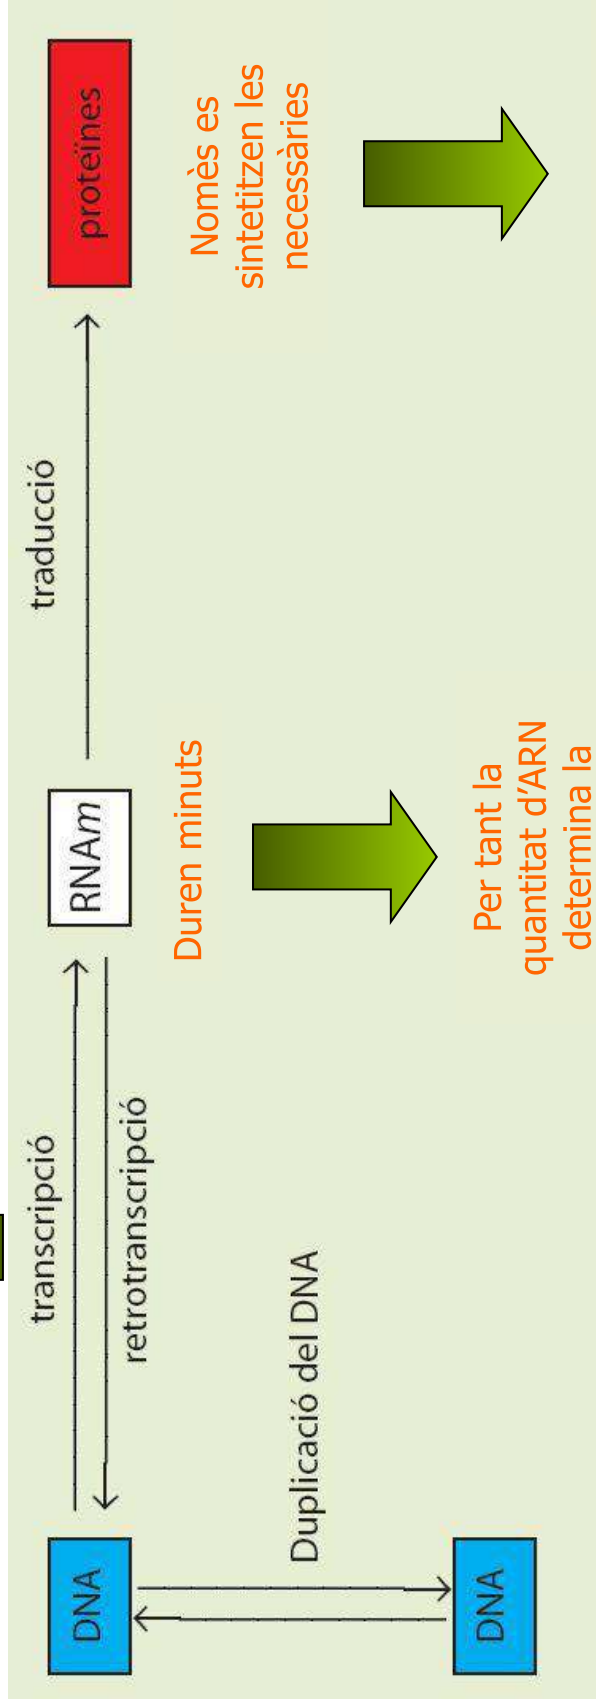 DNA
transcripció
retrotranscripció
RNAm
traducció
proteïnes
Duplicació del DNA
DNA
Duren minuts
Nomès es
sintetitzen les
necessàries
Per tant la
quantitat d'ARN
determina la